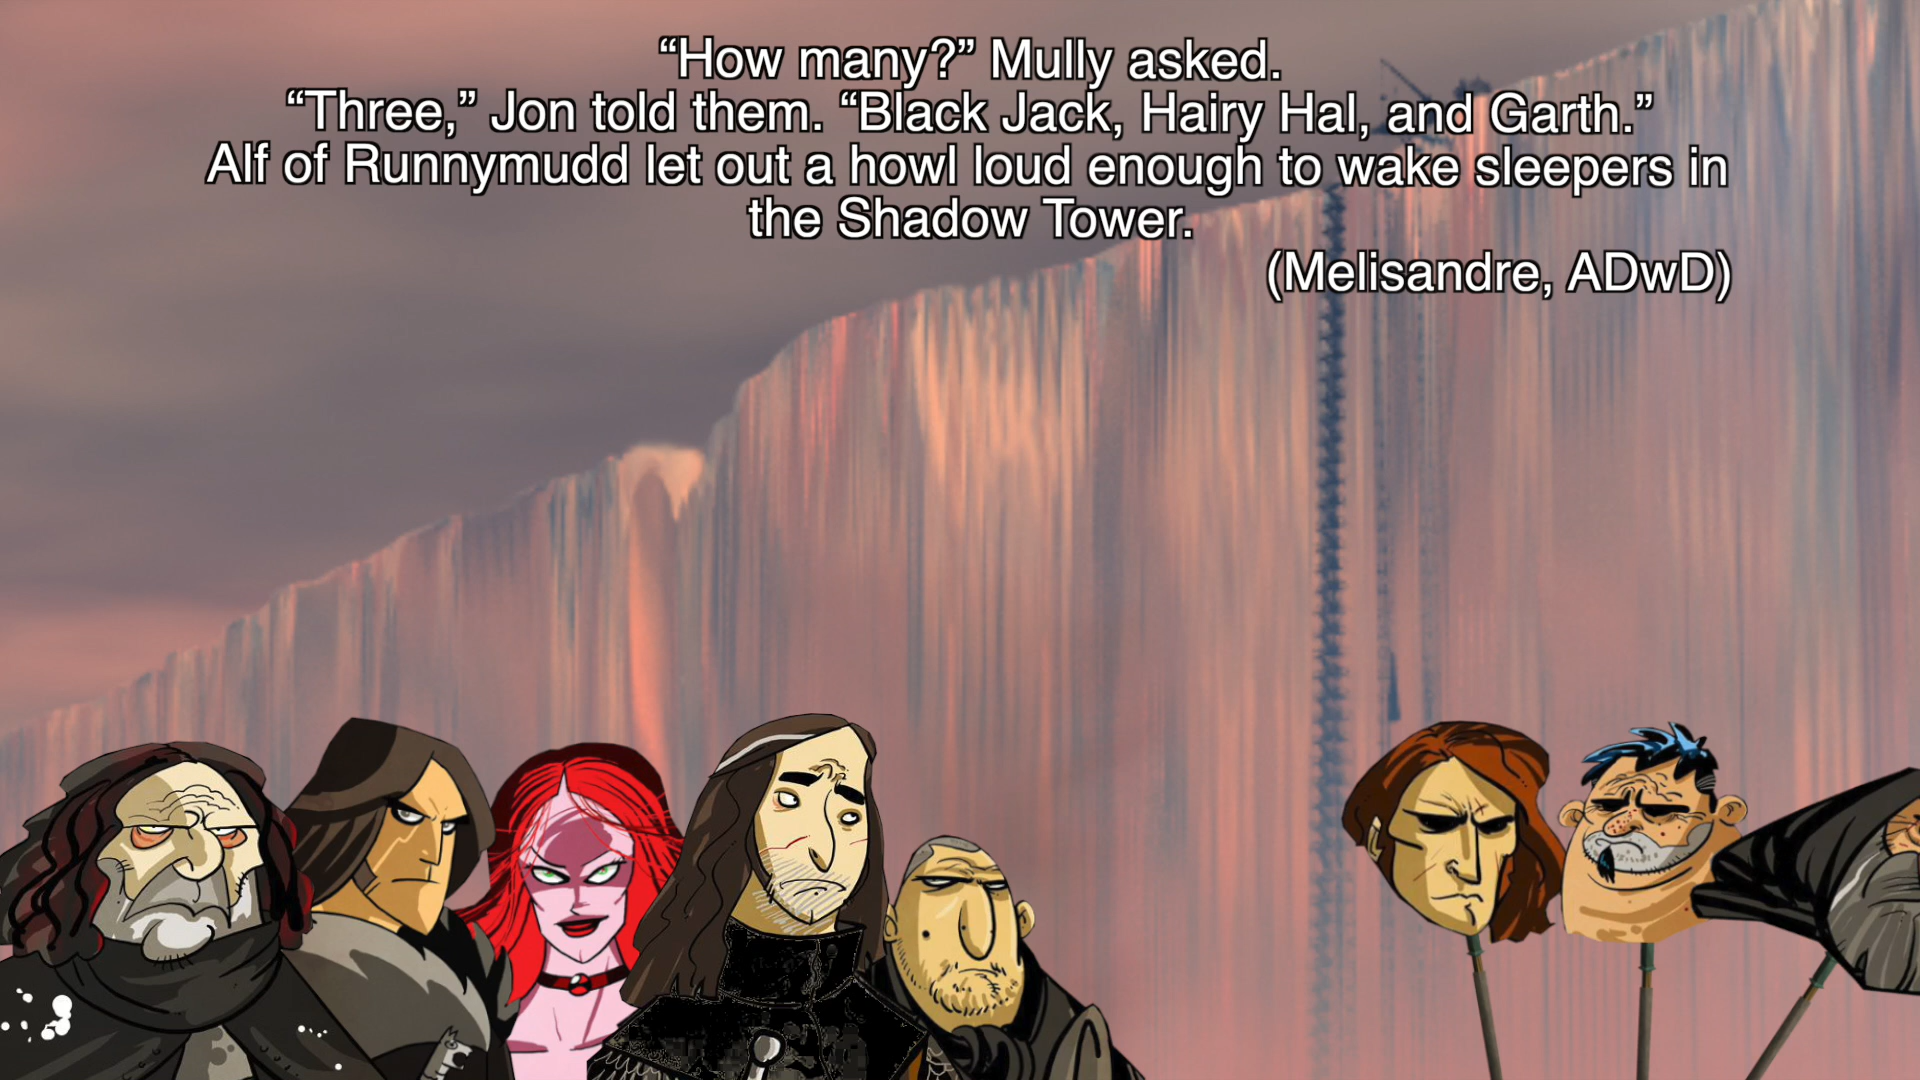 “How many?” Mully asked.
“Three,” Jon told them. “Black Jack, Hairy Hal, and Garth.”
Alf of Runnymudd let out a howl loud enough to wake sleepers in
the Shadow Tower.
(Melisandre, ADwD)